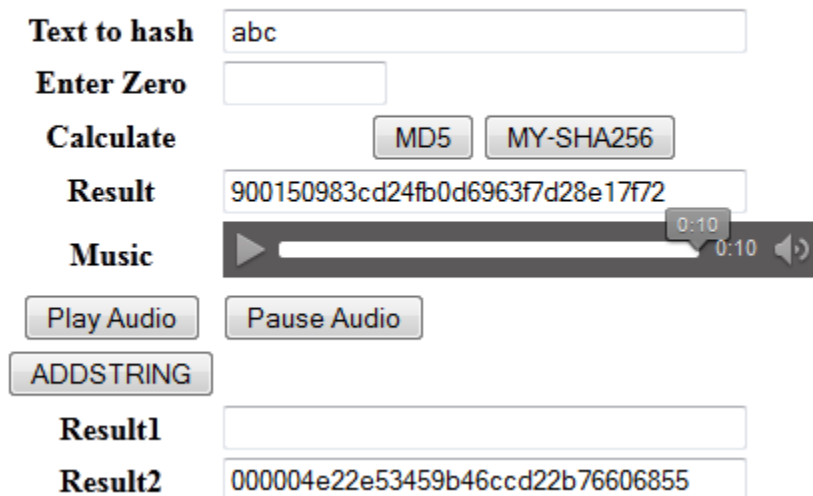 Text to hash abc
Enter Zero
Calculate MD5 MY-SHA256
Result 900150983cd24fb0d6963f7d28e17f72
0:10
Music 0:10
Play Audio Pause Audio
ADDSTRING
Result1
Result2 000004e22e53459b46ccd22b76606855